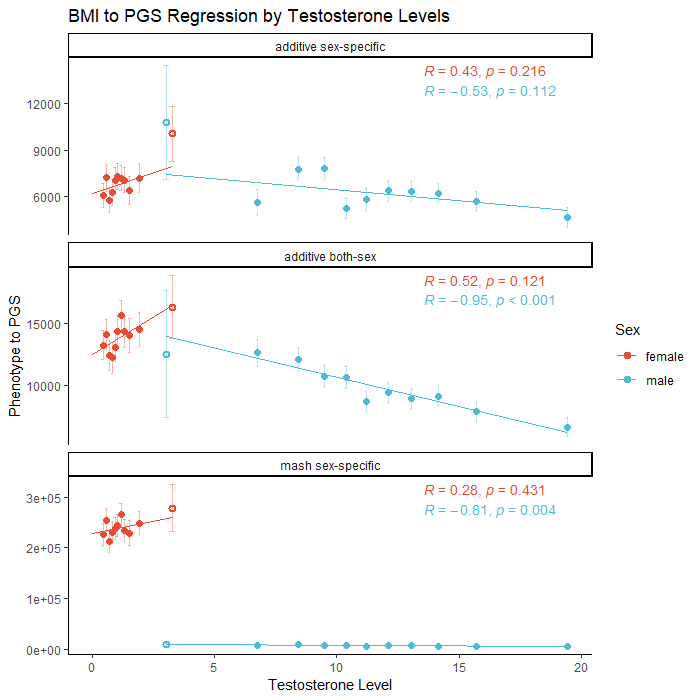 BMI to PGS Regression by Testosterone Levels
additive sex-specific
R = 0.43, p = 0.216
R = −0.53, p = 0.112
12000
9000
6000
additive both-sex
R = 0.52, p = 0.121
R = −0.95, p < 0.001
15000
10000
Phenotype to PGS
Sex
female
male
mash sex-specific
R = 0.28, p = 0.431
R = −0.81, p = 0.004
3e+05
2e+05
1e+05
0e+00
0 5 10 15 20
Testosterone Level